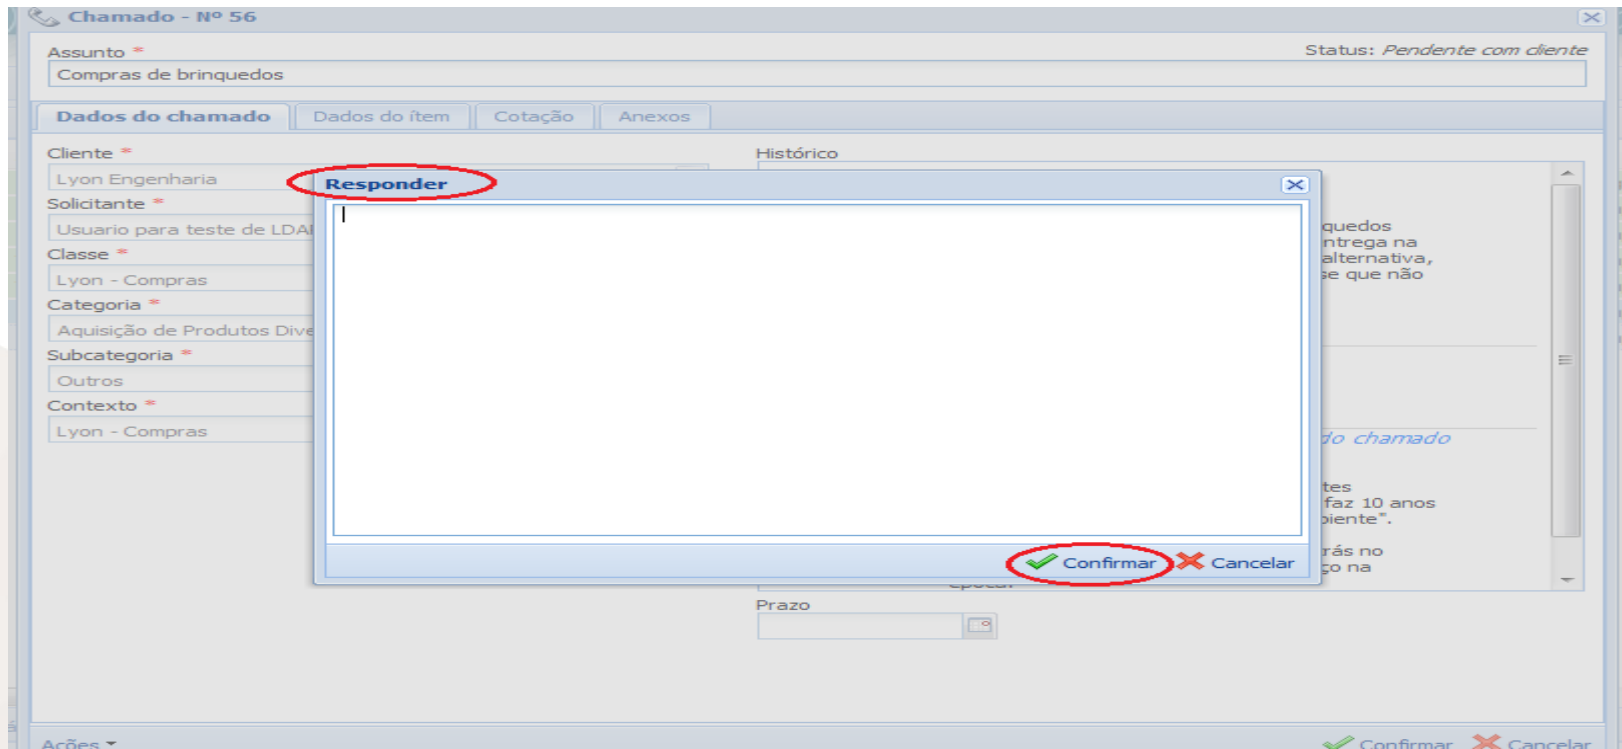 Chamado - Nº 56
Assunto *
Status: Pendente com cliente
Compras de brinquedos
Dados do chamado
Dados do ítem
Cotação
Anexos
Cliente *
Lyon Engenharia
Solicitante *
Usuario para teste de LDA
Classe *
Lyon - Compras
Categoria *
Aquisição de Produtos Dive
Subcategoria *
Outros
Contexto *
Lyon - Compras
Histórico
quedos
ntrega na
alternativa,
se que não
do chamado
tes
faz 10 anos
biente".
rás no
ço na
época.
Prazo
Responder
Confirmar
Cancelar
Ações
Confirmar
Cancelar